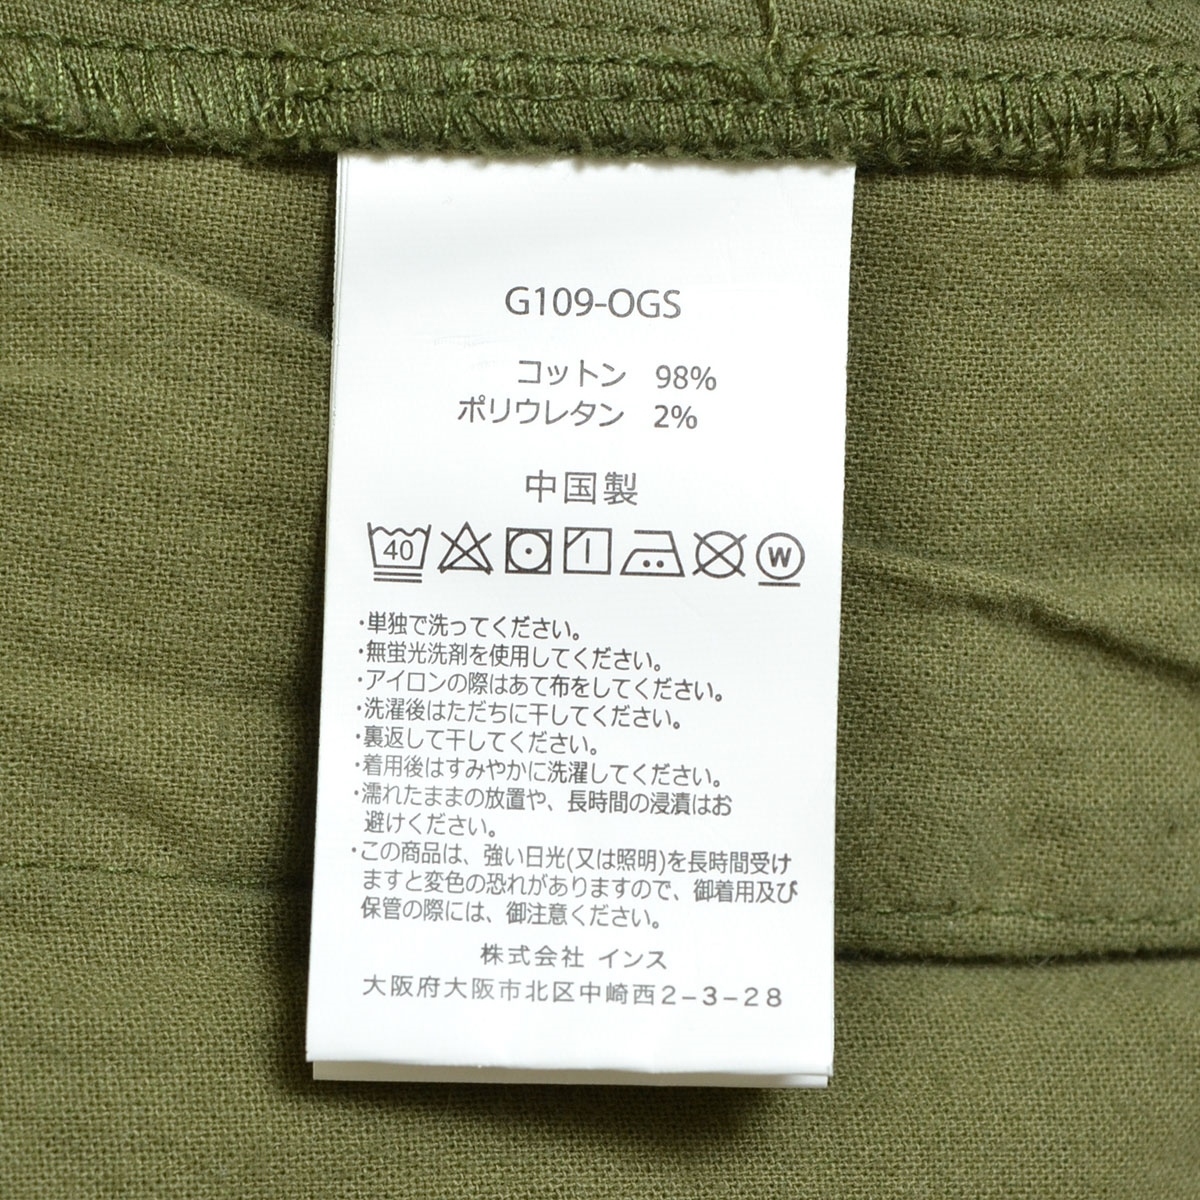 G109-OGS
コットン 98%
ポリウレタン 2%
中国製
40 W
・単独で洗ってください。
・無蛍光洗剤を使用してください。
・アイロンの際はあて布をしてください。
・洗濯後はただちに干してください。
・裏返して干してください。
・着用後はすみやかに洗濯してください。
・濡れたままの放置や、長時間の浸漬はお
避けください。
・この商品は、強い日光(又は照明)を長時間受け
ますと変色の恐れがありますので、御着用及び
保管の際には、御注意ください。
株式会社 インス
大阪府大阪市北区中崎西2-3-28